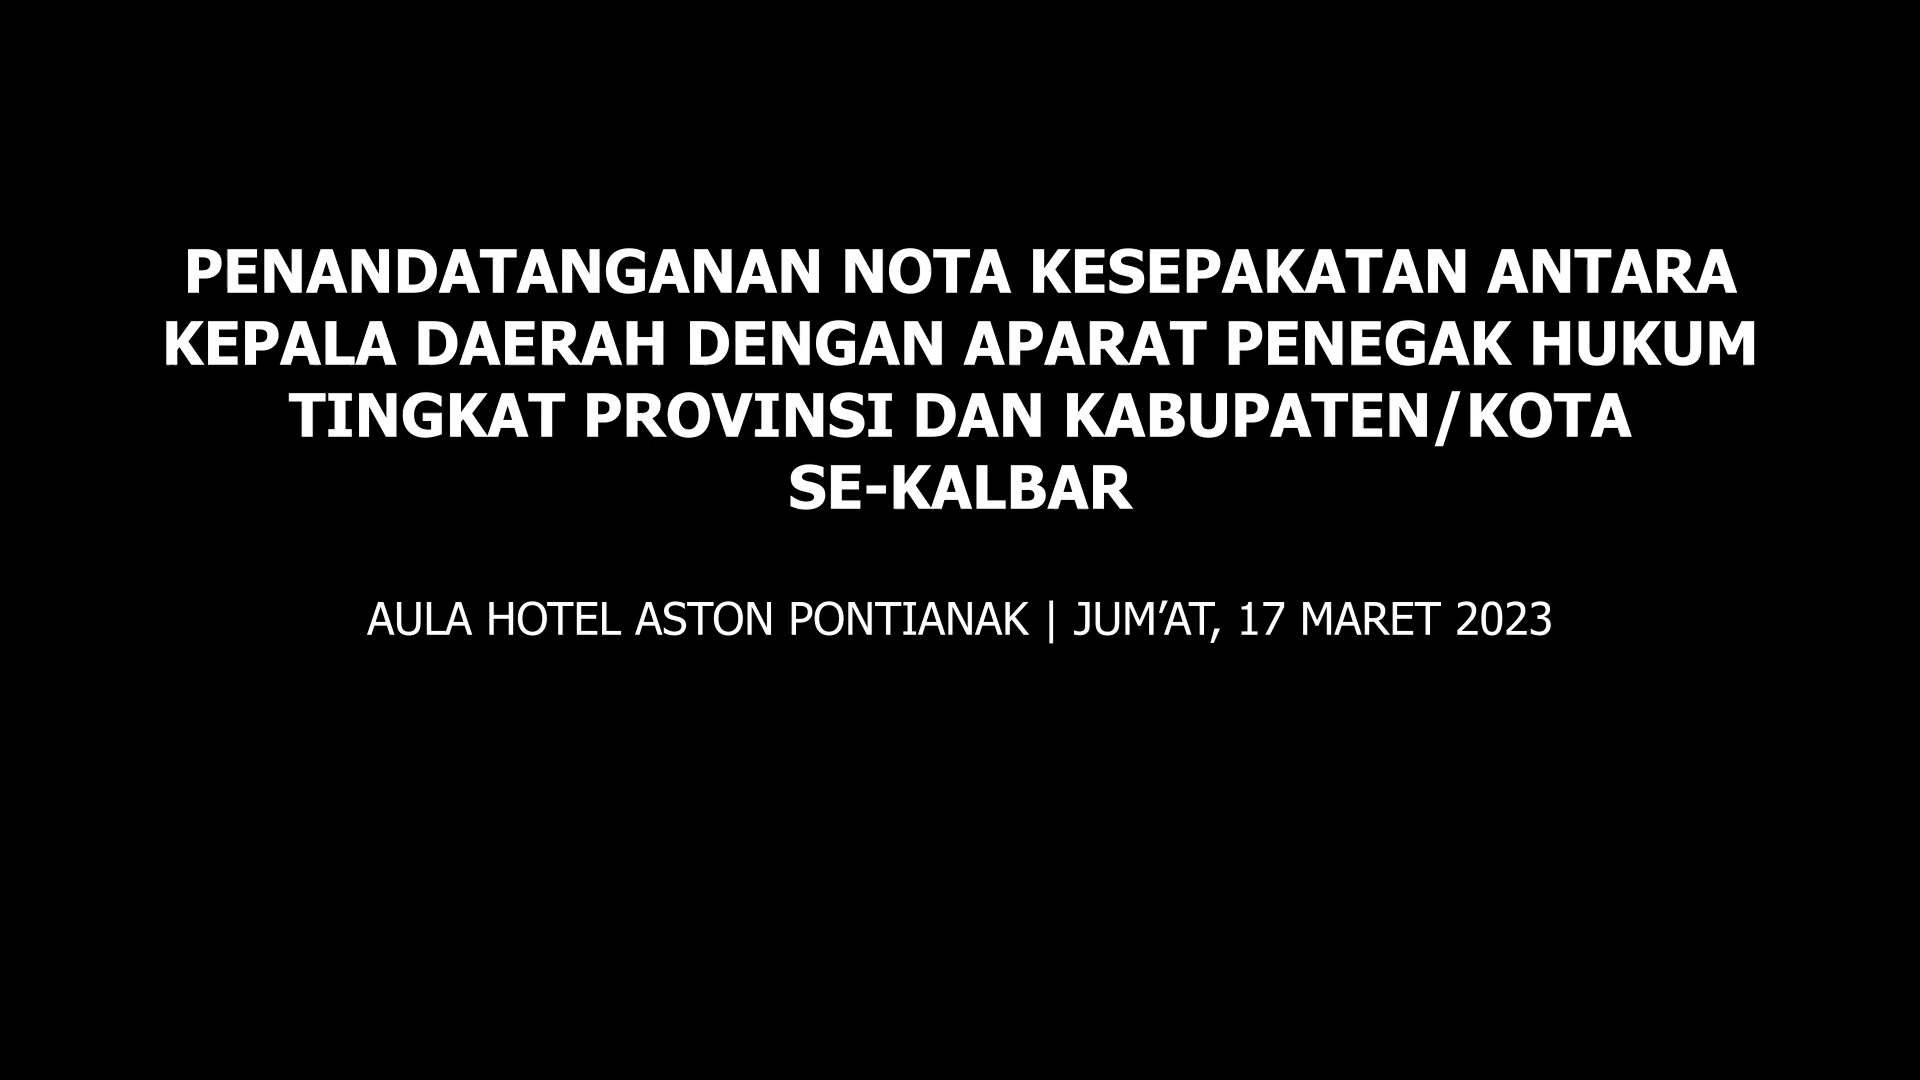 PENANDATANGANAN NOTA KESEPAKATAN ANTARA
KEPALA DAERAH DENGAN APARAT PENEGAK HUKUM
TINGKAT PROVINSI DAN KABUPATEN/KOTA
SE-KALBAR
AULA HOTEL ASTON PONTIANAK | JUM’AT, 17 MARET 2023